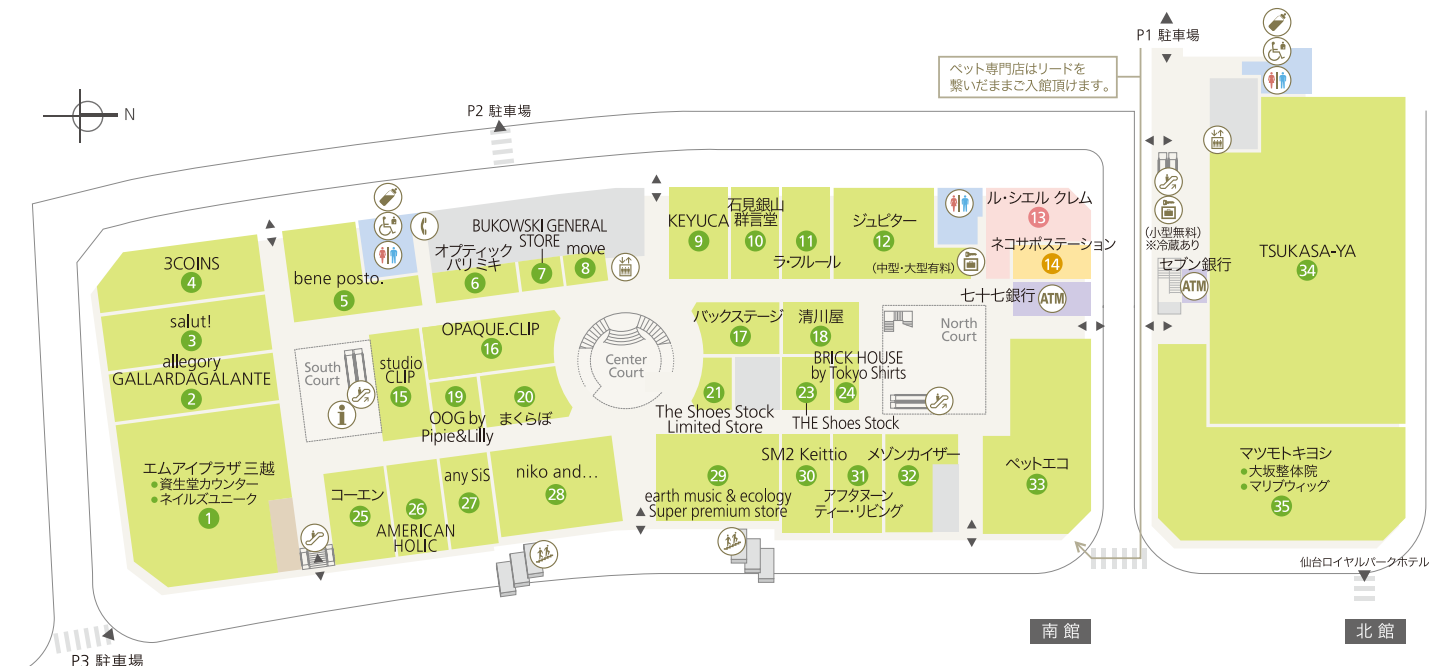 P1 駐車場
ペット専門店はリードを
繋いだままご入館頂けます。
N
P2 駐車場
3COINS
4
salut!
3
allegory
GALLARDAGALANTE
2
エムアイプラザ 三越
●資生堂カウンター
●ネイルズユニーク
1
bene posto.
5
BUKOWSKI GENERAL
STORE
7
オプティック
パリミキ
6
move
8
KEYUCA
9
石見銀山
群言堂
10
11
ラ・フルール
ジュピター
12
(中型・大型有料)
ル・シエル クレム
13
ネコサポステーション
14
七十七銀行
ATM
South
Court
i
studio
CLIP
15
OPAQUE.CLIP
16
19
OOG by
Pipie&Lilly
20
まくらぼ
Center
Court
バックステージ
17
清川屋
18
21
The Shoes Stock
Limited Store
BRICK HOUSE
by Tokyo Shirts
23
24
THE Shoes Stock
North
Court
コーエン
25
26
AMERICAN
HOLIC
any SiS
27
niko and...
28
29
earth music & ecology
Super premium store
SM2 Keittio
30
31
アフタヌーン
ティー・リビング
メゾンカイザー
32
ペットエコ
33
(小型無料)
※冷蔵あり
セブン銀行
ATM
TSUKASA-YA
34
マツモトキヨシ
●大坂整体院
●マリブウィッグ
35
仙台ロイヤルパークホテル
南館
北館
P3 駐車場